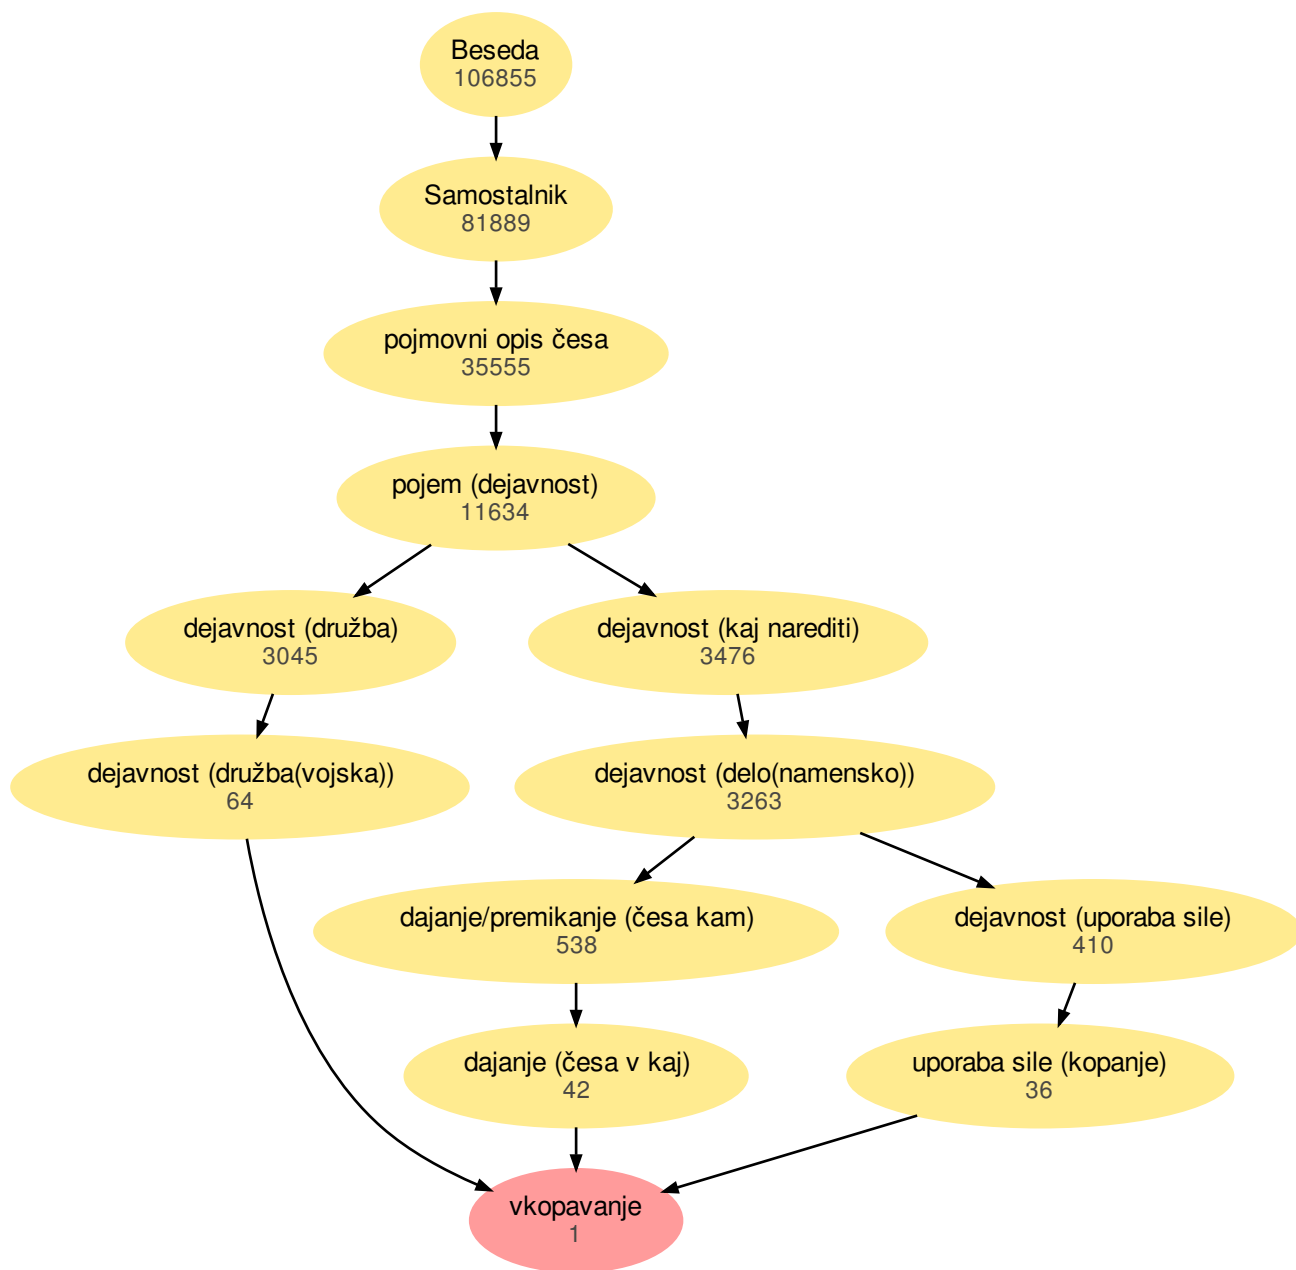 Beseda
106855
Samostalnik
81889
pojmovni opis česa
35555
pojem (dejavnost)
11634
dejavnost (družba)
3045
dejavnost (kaj narediti)
3476
dejavnost (družba(vojska))
64
dejavnost (delo(namensko))
3263
dajanje/premikanje (česa kam)
538
dejavnost (uporaba sile)
410
dajanje (česa v kaj)
42
uporaba sile (kopanje)
36
vkopavanje
1